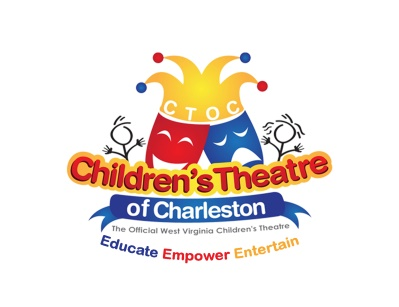 CTOC
Children's Theatre
of Charleston
The Official West Virginia Children's Theatre
Educate Empower Entertain